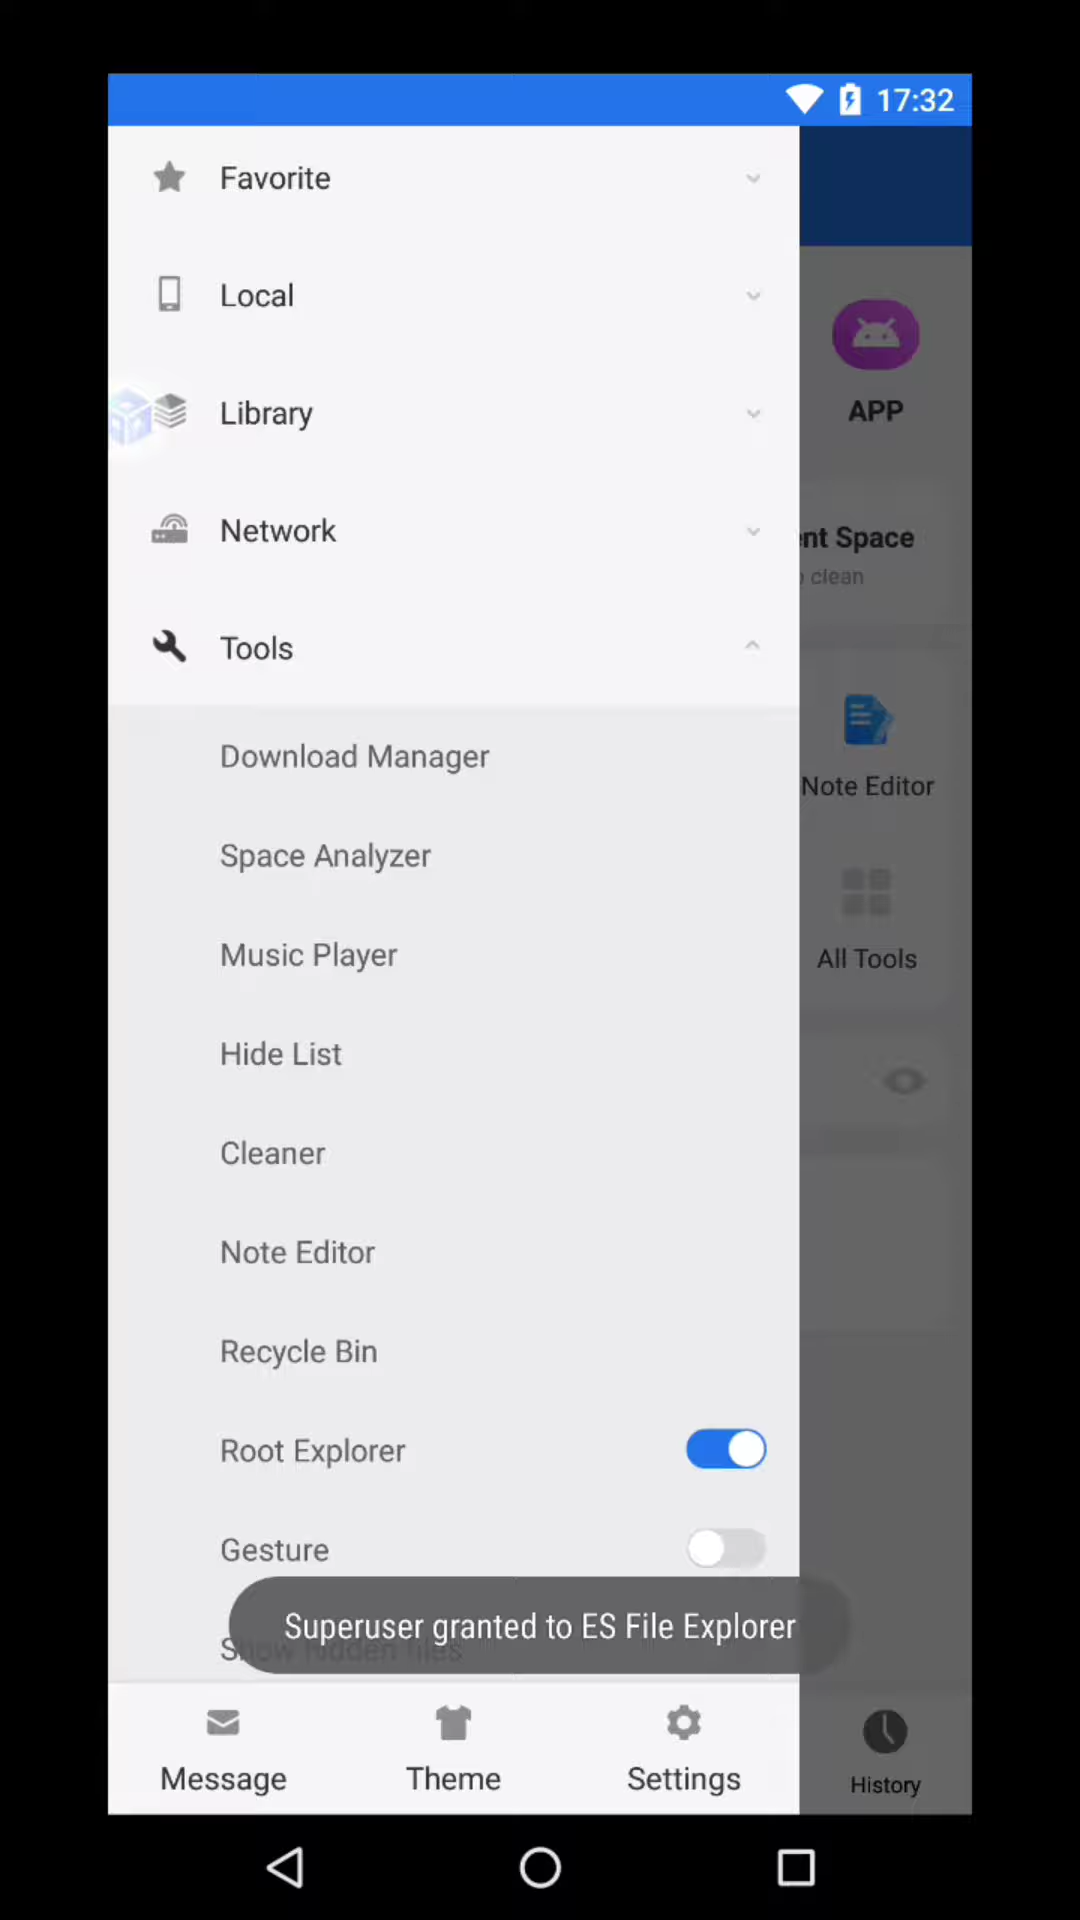 17:32
Favorite
Local
APP
Library
Network
nt Space
clean
Tools
Download Manager
Note Editor
Space Analyzer
Music Player
All Tools
Hide List
Cleaner
Note Editor
Recycle Bin
Root Explorer
Gesture
Superuser granted to ES File Explorer
Show hidden files
Message
Theme
Settings
History